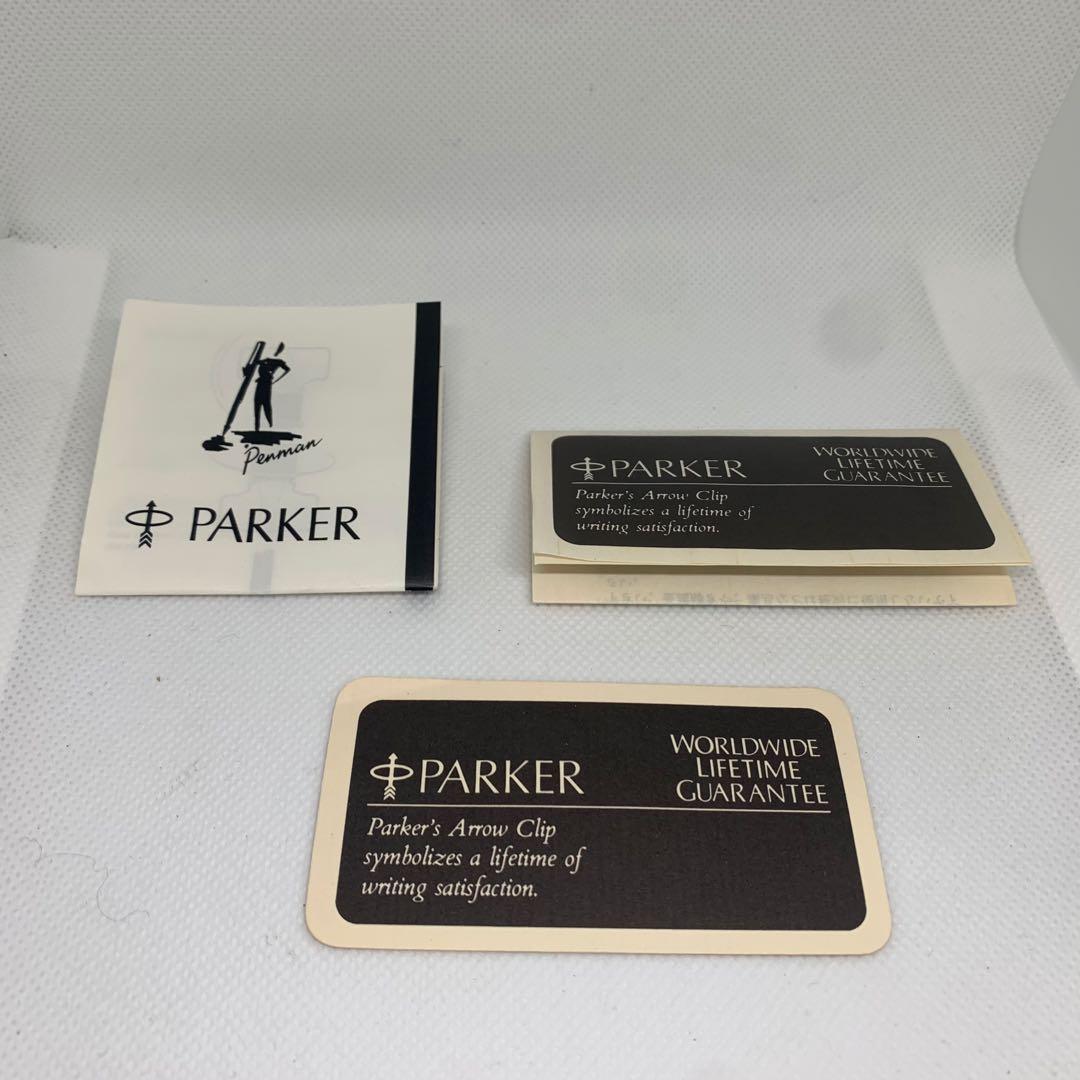 Penman
PARKER
PARKER
WORLDWIDE
LIFETIME
GUARANTEE
Parker's Arrow Clip
symbolizes a lifetime of
writing satisfaction.
PARKER
WORLDWIDE
LIFETIME
GUARANTEE
Parker's Arrow Clip
symbolizes a lifetime of
writing satisfaction.